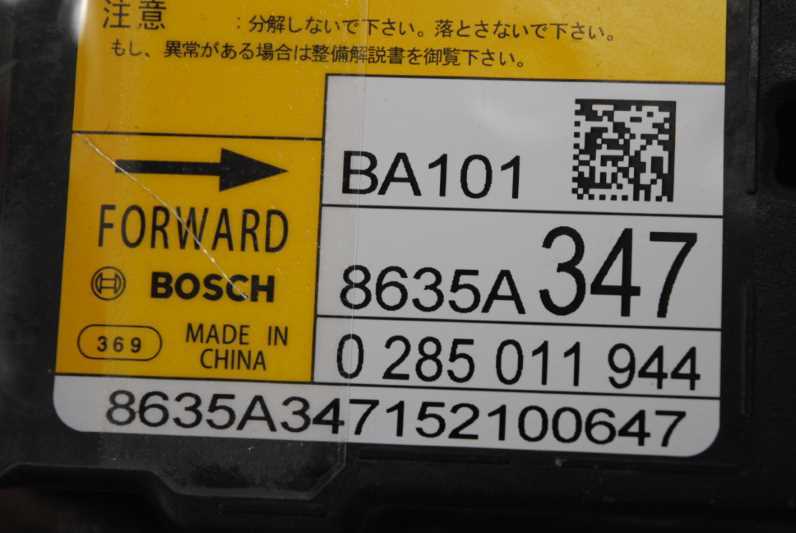 注意 :分解しないで下さい。落とさないで下さい。
もし、異常がある場合は整備解説書を御覧下さい。
BA101
FORWARD
8635A347
BOSCH
369 MADE IN CHINA
0 285 011 944
8635A347152100647